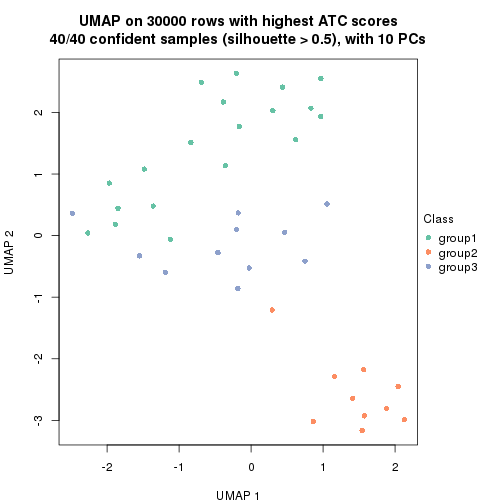 UMAP on 30000 rows with highest ATC scores
40/40 confident samples (silhouette > 0.5), with 10 PCs
2
1
0
-1
-2
-3
UMAP 2
-2
-1
0
1
2
UMAP 1
Class
group1
group2
group3